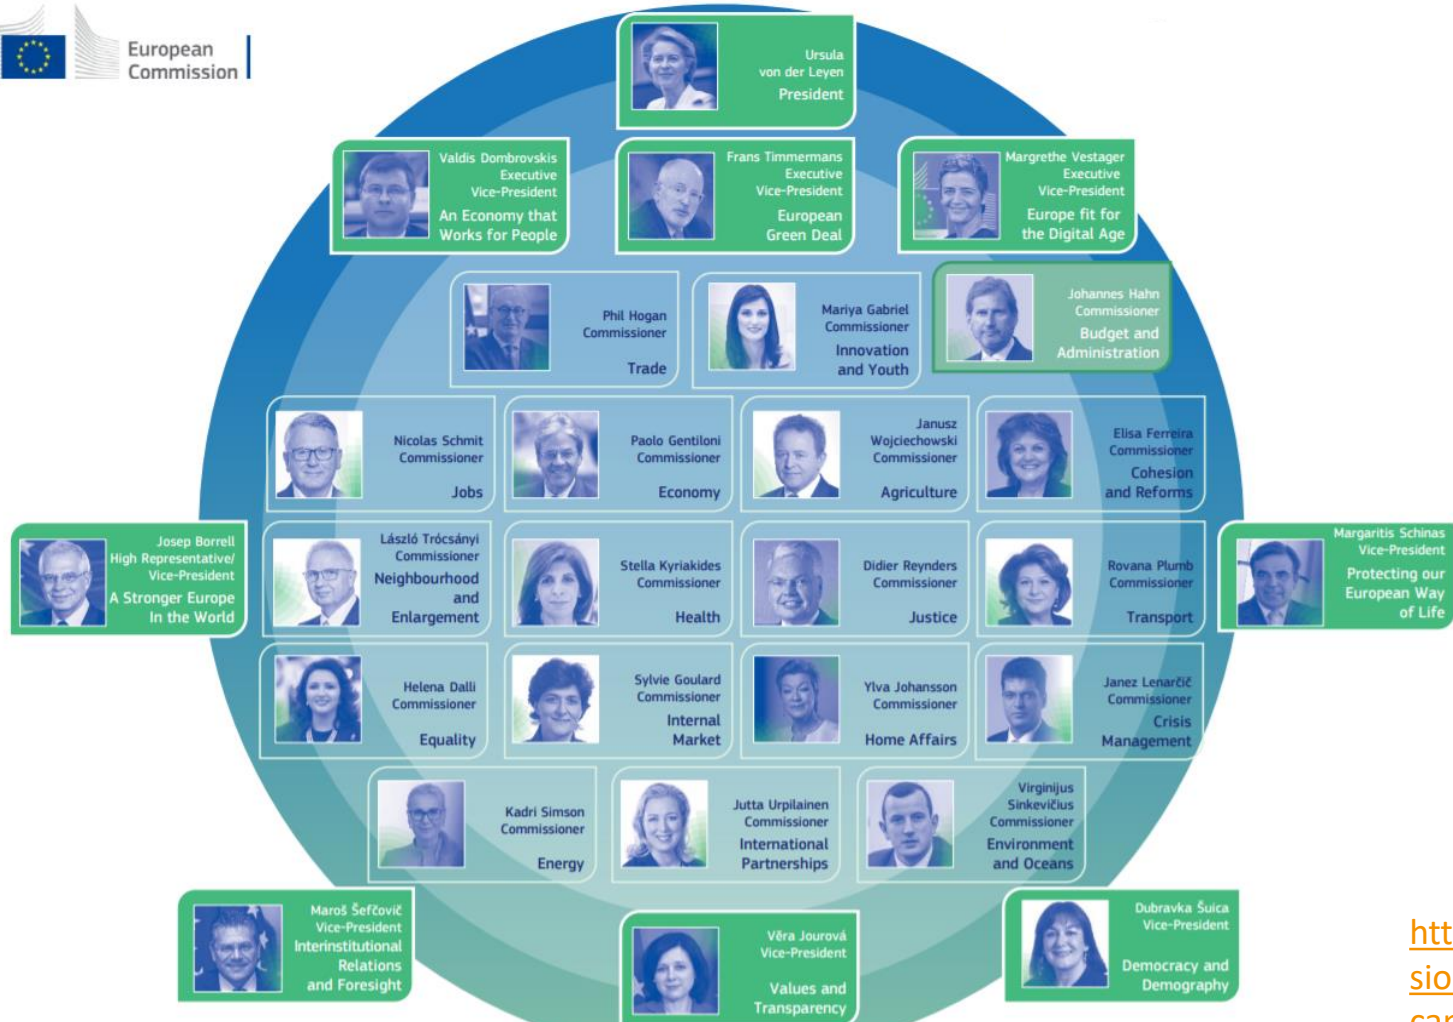 European
Commission
Ursula
von der Leyen
President
Valdis Dombrovskis
Executive
Vice-President
An Economy that
Works for People
Frans Timmermans
Executive
Vice-President
European
Green Deal
Margrethe Vestager
Executive
Vice-President
Europe fit for
the Digital Age
Phil Hogan
Commissioner
Trade
Mariya Gabriel
Commissioner
Innovation
and Youth
Johannes Hahn
Commissioner
Budget and
Administration
Nicolas Schmit
Commissioner
Jobs
Paolo Gentiloni
Commissioner
Economy
Janusz
Wojciechowski
Commissioner
Agriculture
Elisa Ferreira
Commissioner
Cohesion
and Reforms
Josep Borrell
High Representative/
Vice-President
A Stronger Europe
In the World
László Trócsányi
Commissioner
Neighbourhood
and
Enlargement
Stella Kyriakides
Commissioner
Health
Didier Reynders
Commissioner
Justice
Rovana Plumb
Commissioner
Transport
Margaritis Schinas
Vice-President
Protecting our
European Way
of Life
Helena Dalli
Commissioner
Equality
Sylvie Goulard
Commissioner
Internal
Market
Ylva Johansson
Commissioner
Home Affairs
Janez Lenarčič
Commissioner
Crisis
Management
Kadri Simson
Commissioner
Energy
Jutta Urpilainen
Commissioner
International
Partnerships
Virginijus
Sinkevičius
Commissioner
Environment
and Oceans
Maroš Šefčovič
Vice-President
Interinstitutional
Relations
and Foresight
Věra Jourová
Vice-President
Values and
Transparency
Dubravka Šuica
Vice-President
Democracy and
Demography
htt
sio